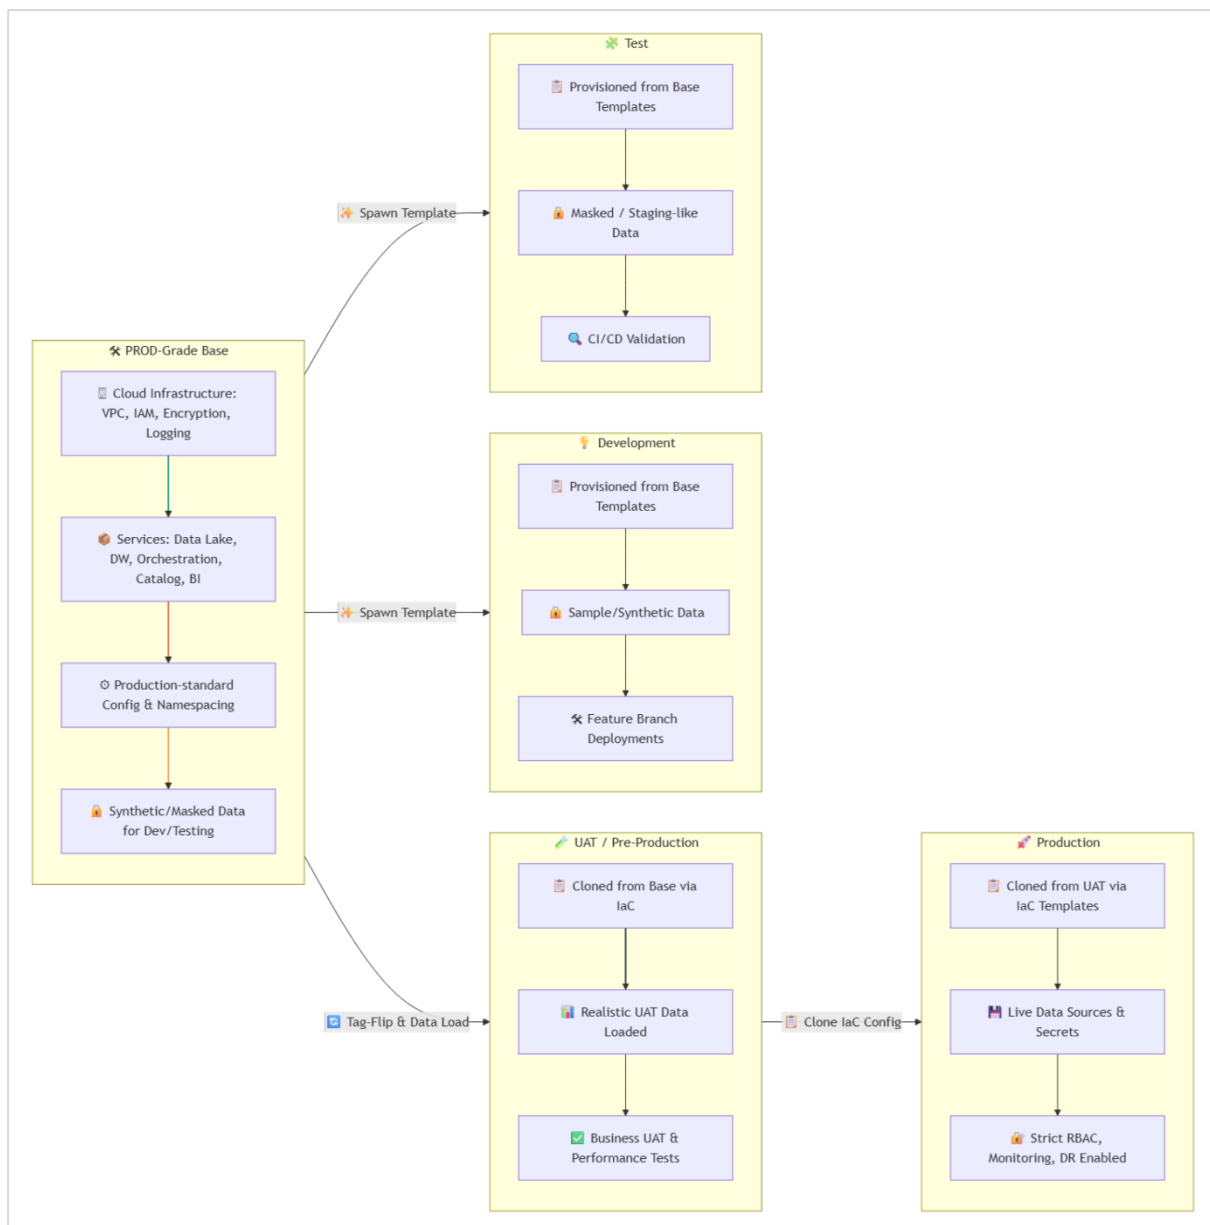 🧩 Test
📋 Provisioned from Base
Templates
🔒 Masked / Staging-like
Data
🔍 CI/CD Validation
✨ Spawn Template
🛠 PROD-Grade Base
Cloud Infrastructure:
VPC, IAM, Encryption,
Logging
📦 Services: Data Lake,
DW, Orchestration,
Catalog, BI
⚙ Production-standard
Config & Namespacing
🔒 Synthetic/Masked Data
for Dev/Testing
💡 Development
📋 Provisioned from Base
Templates
🔒 Sample/Synthetic Data
🛠 Feature Branch
Deployments
✨ Spawn Template
🧪 UAT / Pre-Production
📋 Cloned from Base via
IaC
📊 Realistic UAT Data
Loaded
✅ Business UAT &
Performance Tests
🔄 Tag-Flip & Data Load
📋 Clone IaC Config
🚀 Production
📋 Cloned from UAT via
IaC Templates
💾 Live Data Sources &
Secrets
🔐 Strict RBAC,
Monitoring, DR Enabled